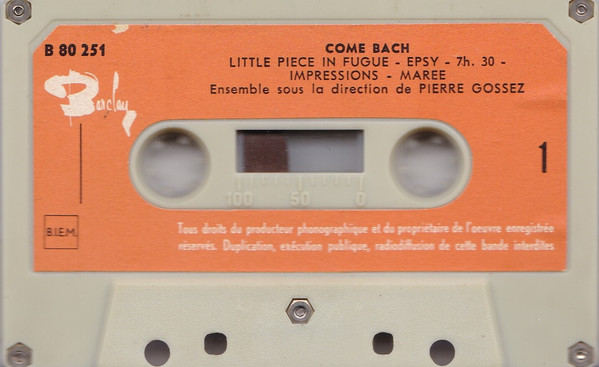 B 80 251
COME BACH
LITTLE PIECE IN FUGUE - EPSY - 7h. 30 -
IMPRESSIONS - MAREE
Ensemble sous la direction de PIERRE GOSSEZ
Barclay
1
100 50 0
B.I.E.M.
Tous droits du producteur phonographique et du propriétaire de l'oeuvre enregistrée
réservés. Duplication, exécution publique, radiodiffusion de cette bande interdites